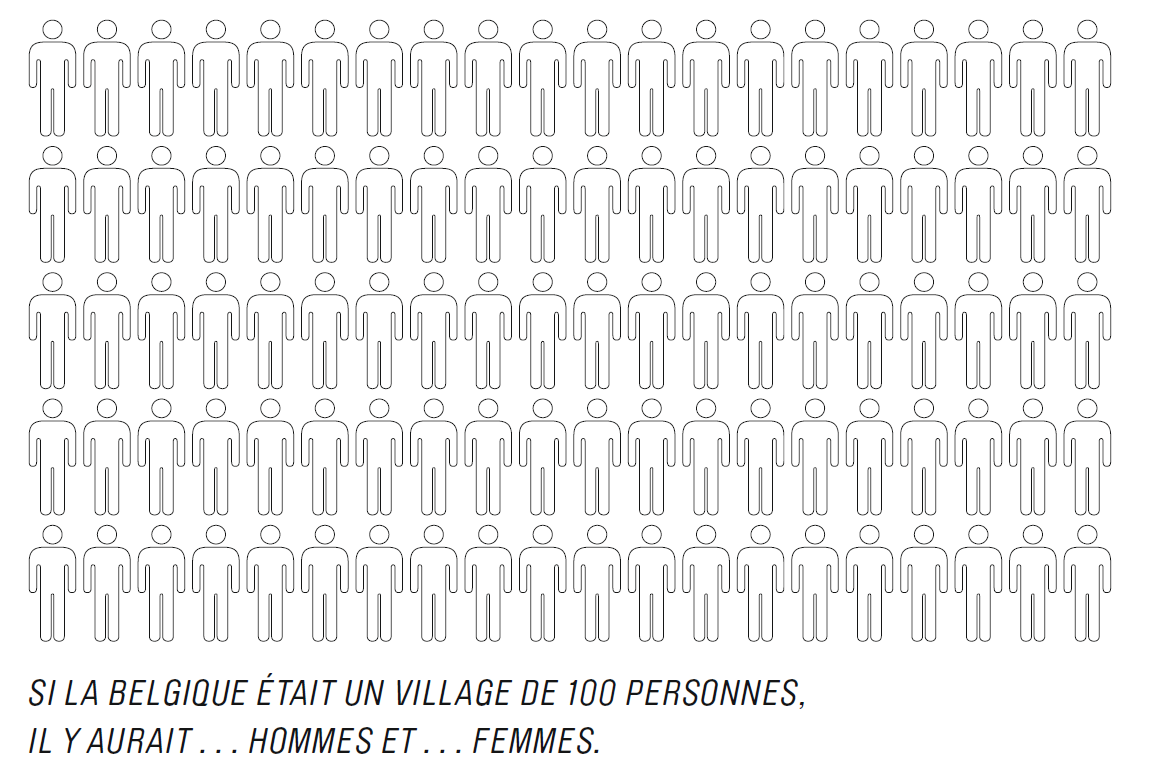 SI LA BELGIQUE ÉTAIT UN VILLAGE DE 100 PERSONNES,
IL Y AURAIT . . . HOMMES ET . . . FEMMES.